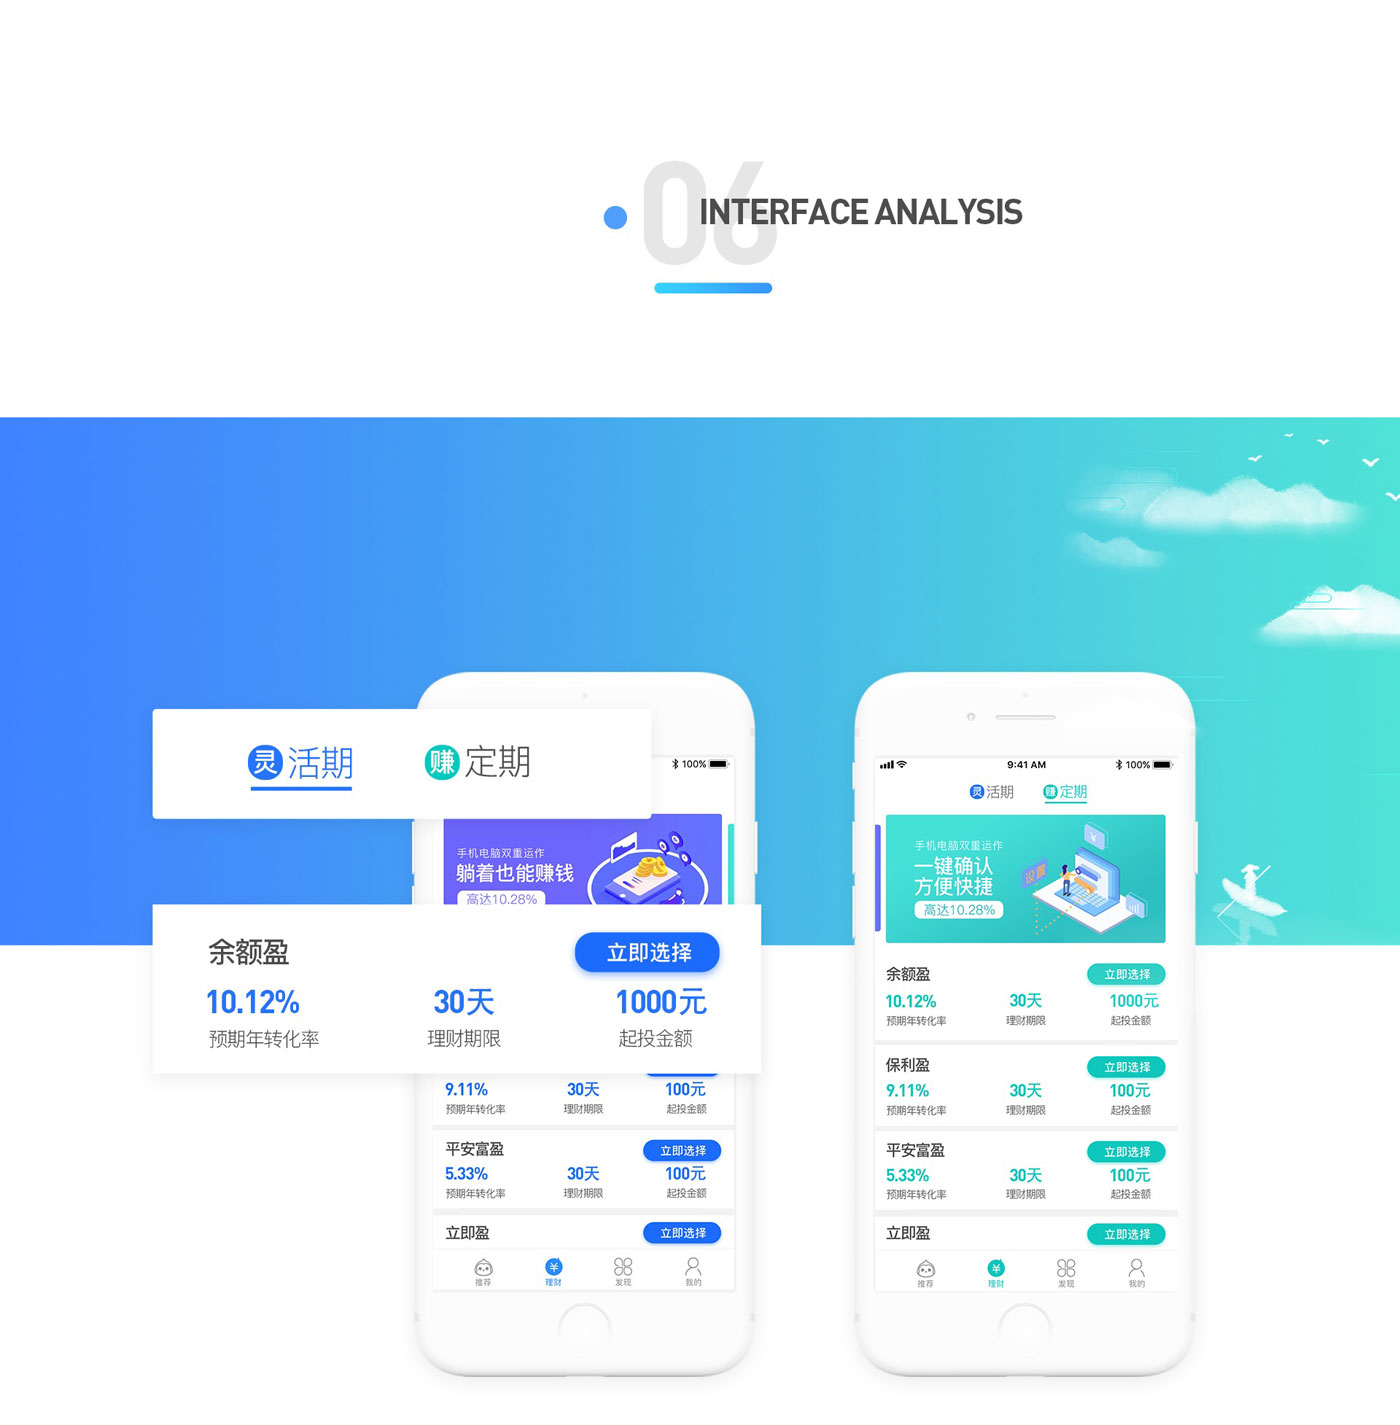 06
INTERFACE ANALYSIS
灵 活期 赚 定期
100%
手机电脑双重运作
躺着也能赚钱
高达10.28%
余额盈 立即选择
10.12% 30天 1000元
预期年转化率 理财期限 起投金额
9.11% 30天 100元
预期年转化率 理财期限 起投金额
平安富盈 立即选择
5.33% 30天 100元
预期年转化率 理财期限 起投金额
立即盈 立即选择
推荐 理财 发现 我的
9:41 AM 100%
灵 活期 赚 定期
手机电脑双重运作
一键确认
方便快捷
高达10.28%
设置
余额盈 立即选择
10.12% 30天 1000元
预期年转化率 理财期限 起投金额
保利盈 立即选择
9.11% 30天 100元
预期年转化率 理财期限 起投金额
平安富盈 立即选择
5.33% 30天 100元
预期年转化率 理财期限 起投金额
立即盈 立即选择
推荐 理财 发现 我的